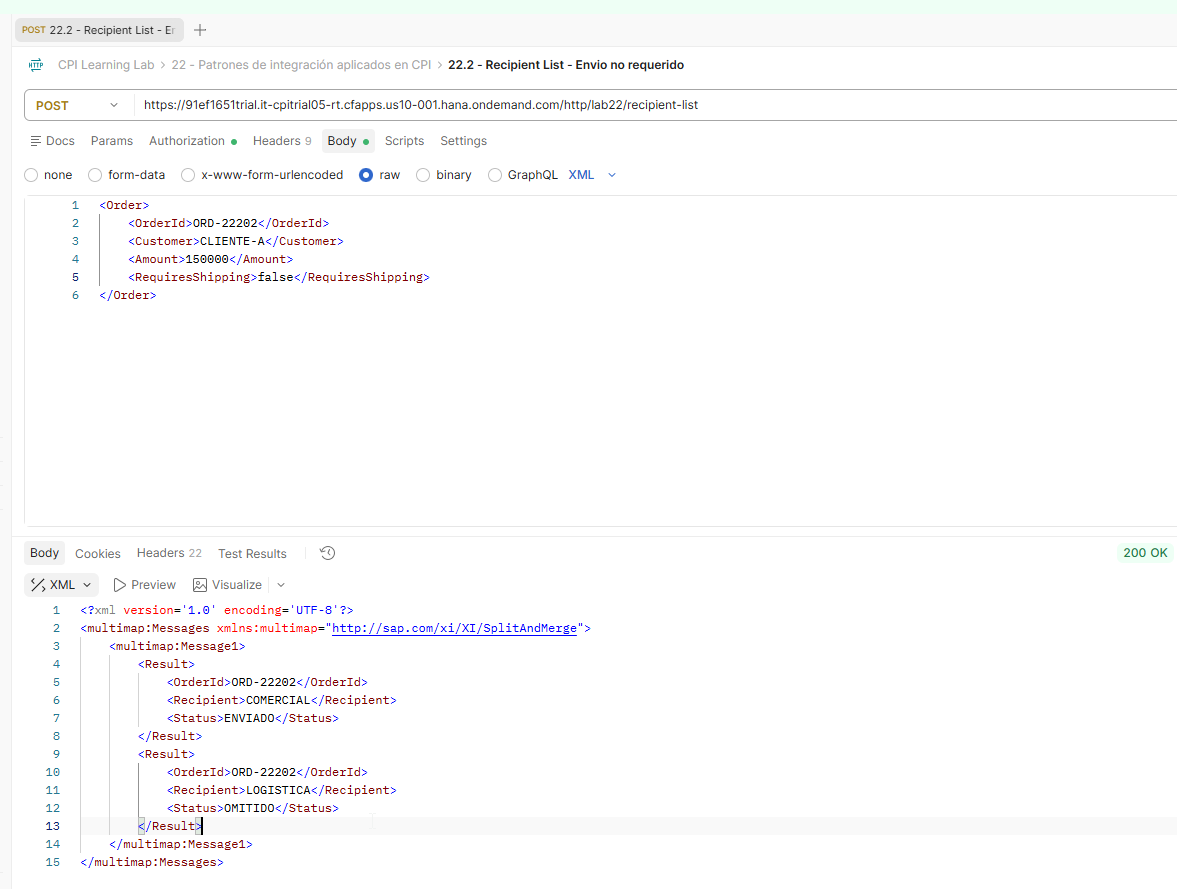 POST 22.2 - Recipient List - Er
HTTP CPI Learning Lab > 22 - Patrones de integración aplicados en CPI > 22.2 - Recipient List - Envio no requerido
POST https://91ef1651trial.it-cpitrial05-rt.cfapps.us10-001.hana.ondemand.com/http/lab22/recipient-list
Docs Params Authorization Headers 9 Body Scripts Settings
none form-data x-www-form-urlencoded raw binary GraphQL XML
1 <Order>
2 <OrderId>ORD-22202</OrderId>
3 <Customer>CLIENTE-A</Customer>
4 <Amount>150000</Amount>
5 <RequiresShipping>false</RequiresShipping>
6 </Order>
Body Cookies Headers 22 Test Results 200 OK
XML Preview Visualize
1 <?xml version='1.0' encoding='UTF-8'?>
2 <multimap:Messages xmlns:multimap="http://sap.com/xi/XI/SplitAndMerge">
3 <multimap:Message1>
4 <Result>
5 <OrderId>ORD-22202</OrderId>
6 <Recipient>COMERCIAL</Recipient>
7 <Status>ENVIADO</Status>
8 </Result>
9 <Result>
10 <OrderId>ORD-22202</OrderId>
11 <Recipient>LOGISTICA</Recipient>
12 <Status>OMITIDO</Status>
13 </Result>
14 </multimap:Message1>
15 </multimap:Messages>